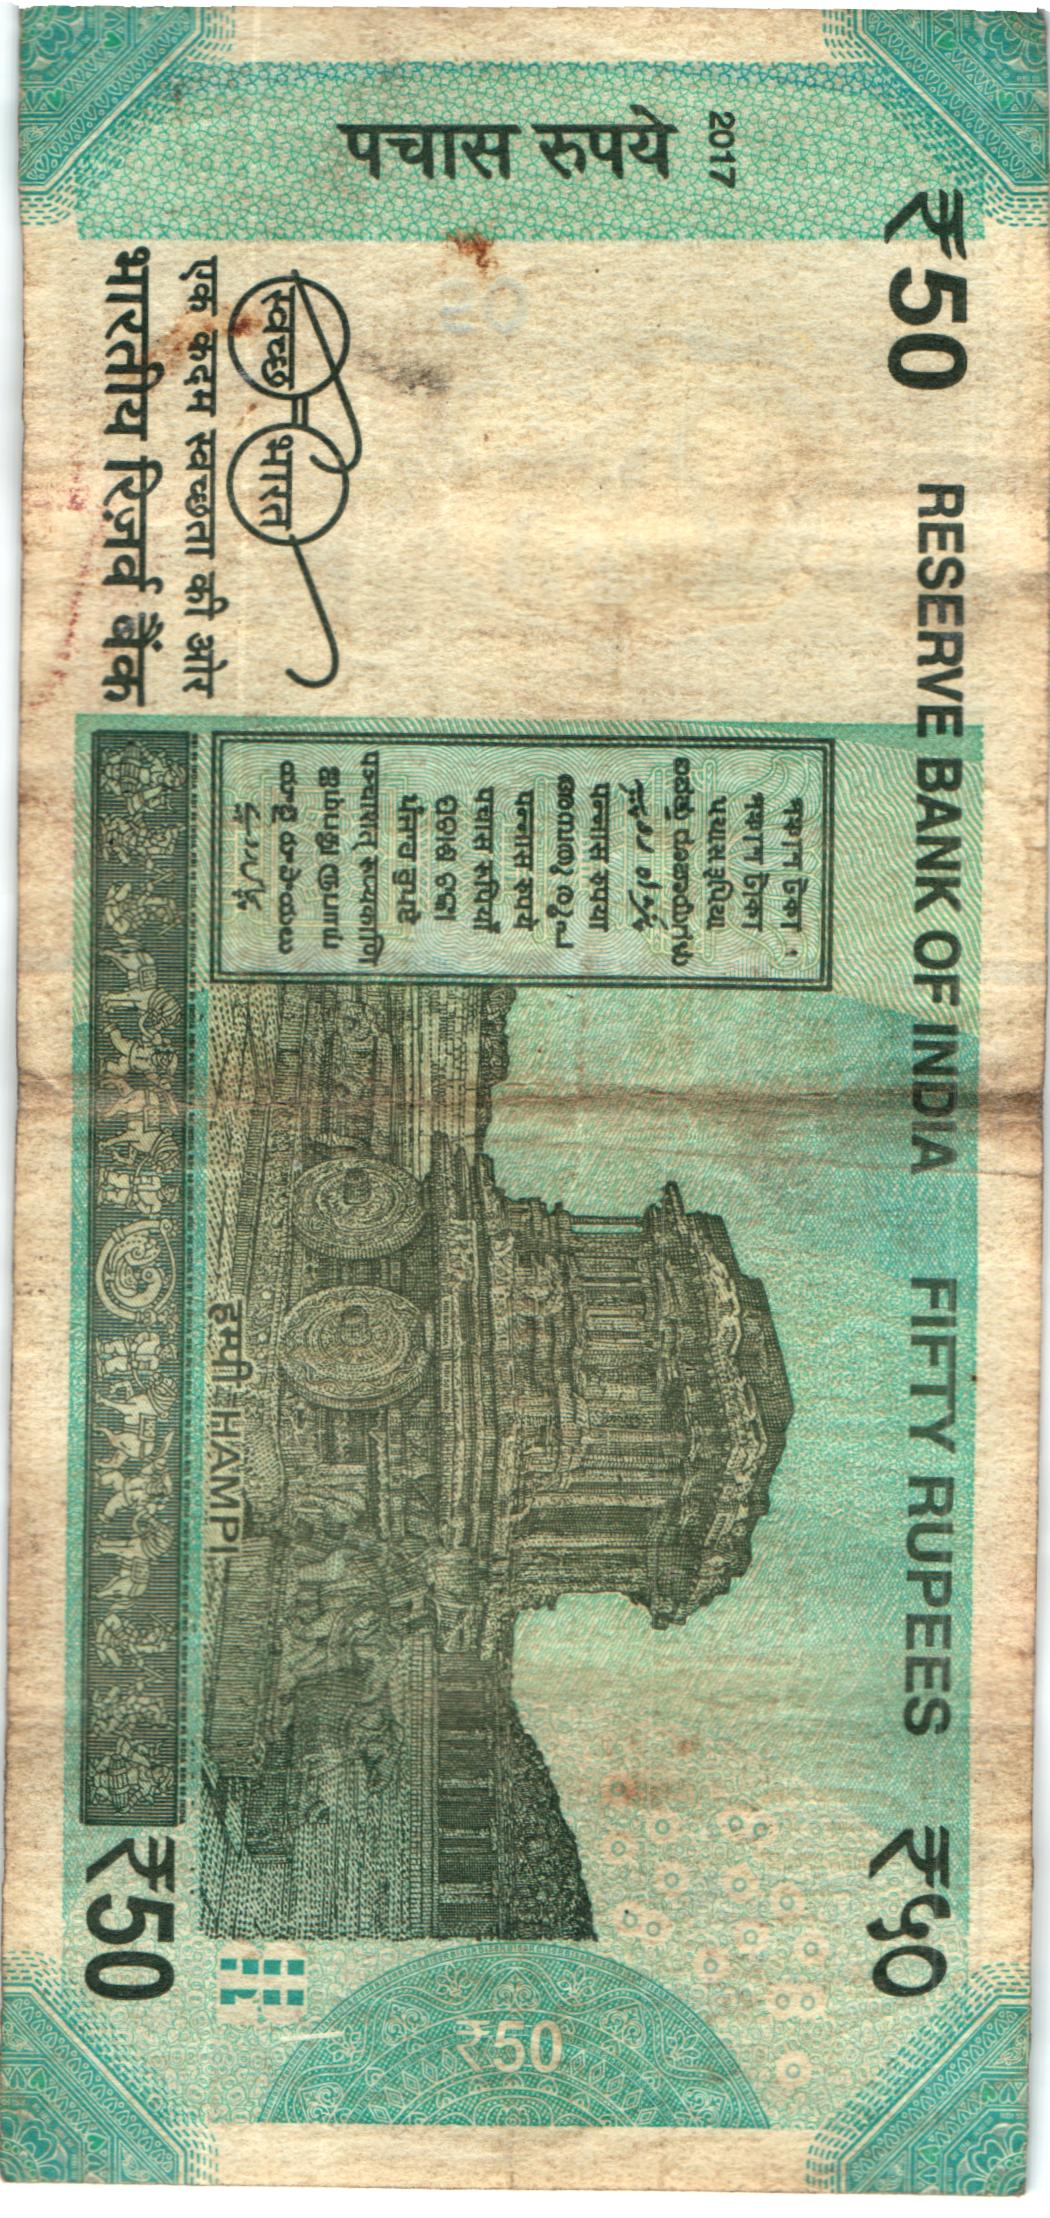 ₹50
RESERVE BANK OF INDIA
FIFTY RUPEES
₹५०
2017
पचास रुपये
পঞ্চাশ টকা
পঞ্চাশ টাকা
પચાસ રૂપિયા
ಐವತ್ತು ರೂಪಾಯಿಗಳು
پَنٛژاہ رۄپیہِ
पन्नास रुपया
അമ്പതു രൂപ
पन्नास रुपये
पचास रूपियाँ
ପଚାଶ ଟଙ୍କା
ਪੰਜਾਹ ਰੁਪਏ
पञ्चाशत् रूप्यकाणि
ஐம்பது ரூபாய்
యాభై రూపాయలు
پچاس روپے
₹50
स्वच्छ भारत
एक कदम स्वच्छता की ओर
भारतीय रिज़र्व बैंक
हम्पी HAMPI
₹50